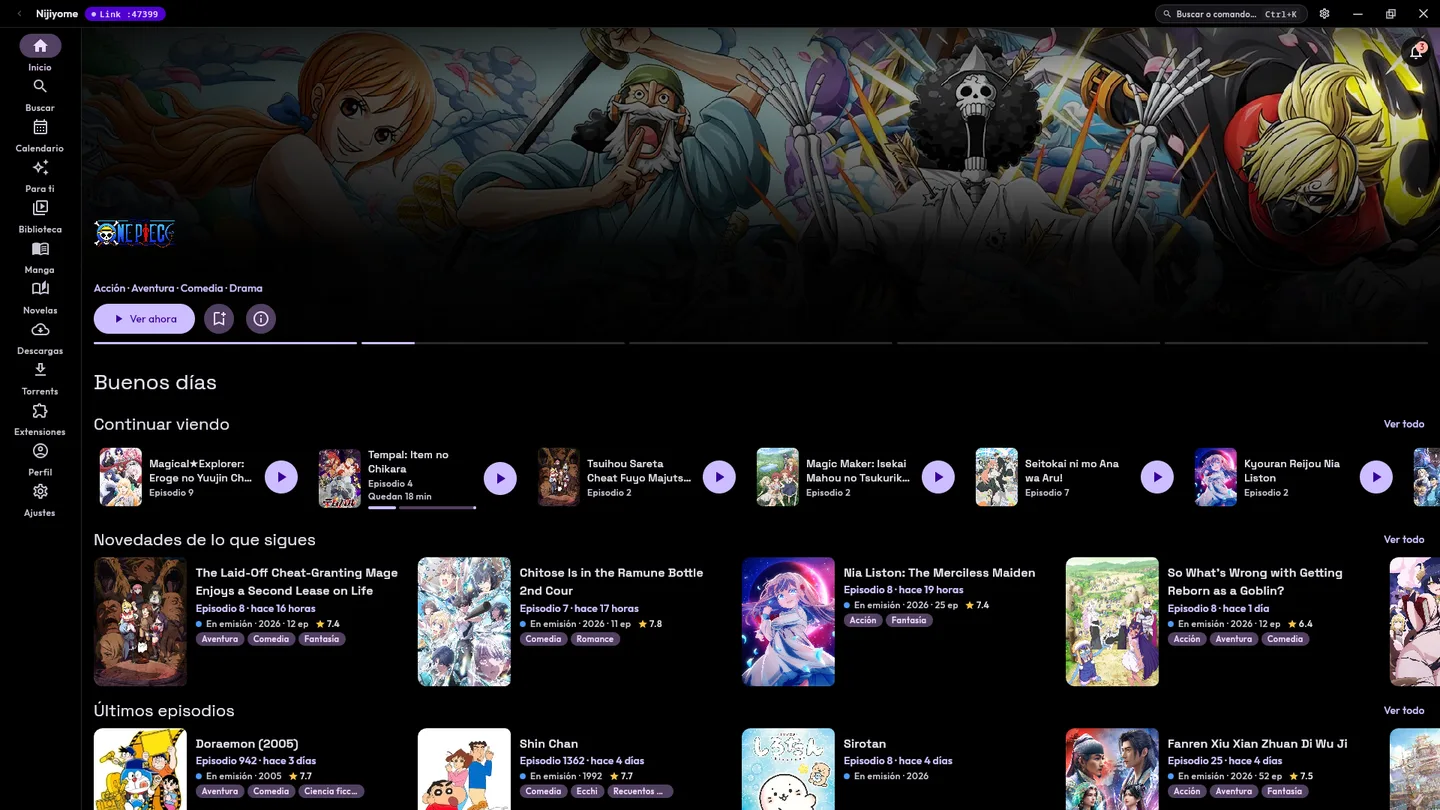 Nijiyome
Link :47399
Buscar o comando... Ctrl+K
3
Inicio
Buscar
Calendario
Para ti
Biblioteca
Manga
Novelas
Descargas
Torrents
Extensiones
Perfil
Ajustes
ONE PIECE
Acción · Aventura · Comedia · Drama
Ver ahora
Buenos días
Continuar viendo
Ver todo
Magical★Explorer:
Eroge no Yuujin Ch...
Episodio 9
Tempal: Item no
Chikara
Episodio 4
Quedan 18 min
Tsuihou Sareta
Cheat Fuyo Majuts...
Episodio 2
Magic Maker: Isekai
Mahou no Tsukurik...
Episodio 2
Seitokai ni mo Ana
wa Aru!
Episodio 7
Kyouran Reijou Nia
Liston
Episodio 2
Novedades de lo que sigues
Ver todo
The Laid-Off Cheat-Granting Mage
Enjoys a Second Lease on Life
Episodio 8 · hace 16 horas
En emisión · 2026 · 12 ep ★ 7.4
Aventura Comedia Fantasía
Chitose Is in the Ramune Bottle
2nd Cour
Episodio 7 · hace 17 horas
En emisión · 2026 · 11 ep ★ 7.8
Comedia Romance
Nia Liston: The Merciless Maiden
Episodio 8 · hace 19 horas
En emisión · 2026 · 25 ep ★ 7.4
Acción Fantasía
So What's Wrong with Getting
Reborn as a Goblin?
Episodio 8 · hace 1 día
En emisión · 2026 · 12 ep ★ 6.4
Acción Aventura Comedia
Últimos episodios
Ver todo
Doraemon (2005)
Episodio 942 · hace 3 días
En emisión · 2005 ★ 7.7
Aventura Comedia Ciencia ficc...
Shin Chan
Episodio 1362 · hace 4 días
En emisión · 1992 ★ 7.7
Comedia Ecchi Recuentos ...
しろたん
Sirotan
Episodio 8 · hace 4 días
En emisión · 2026
Fanren Xiu Xian Zhuan Di Wu Ji
Episodio 25 · hace 4 días
En emisión · 2026 · 52 ep ★ 7.5
Acción Aventura Fantasía